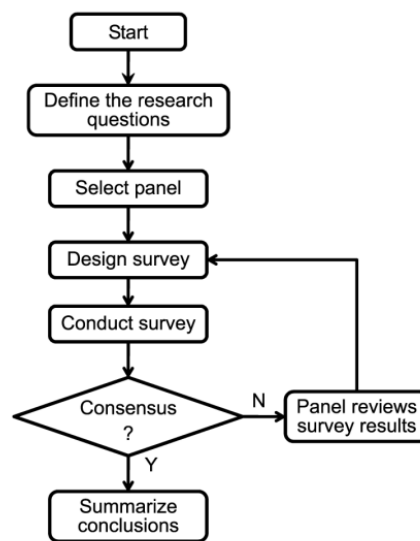 Start
Define the research
questions
Select panel
Design survey
Conduct survey
Consensus
?
N
Panel reviews
survey results
Y
Summarize
conclusions